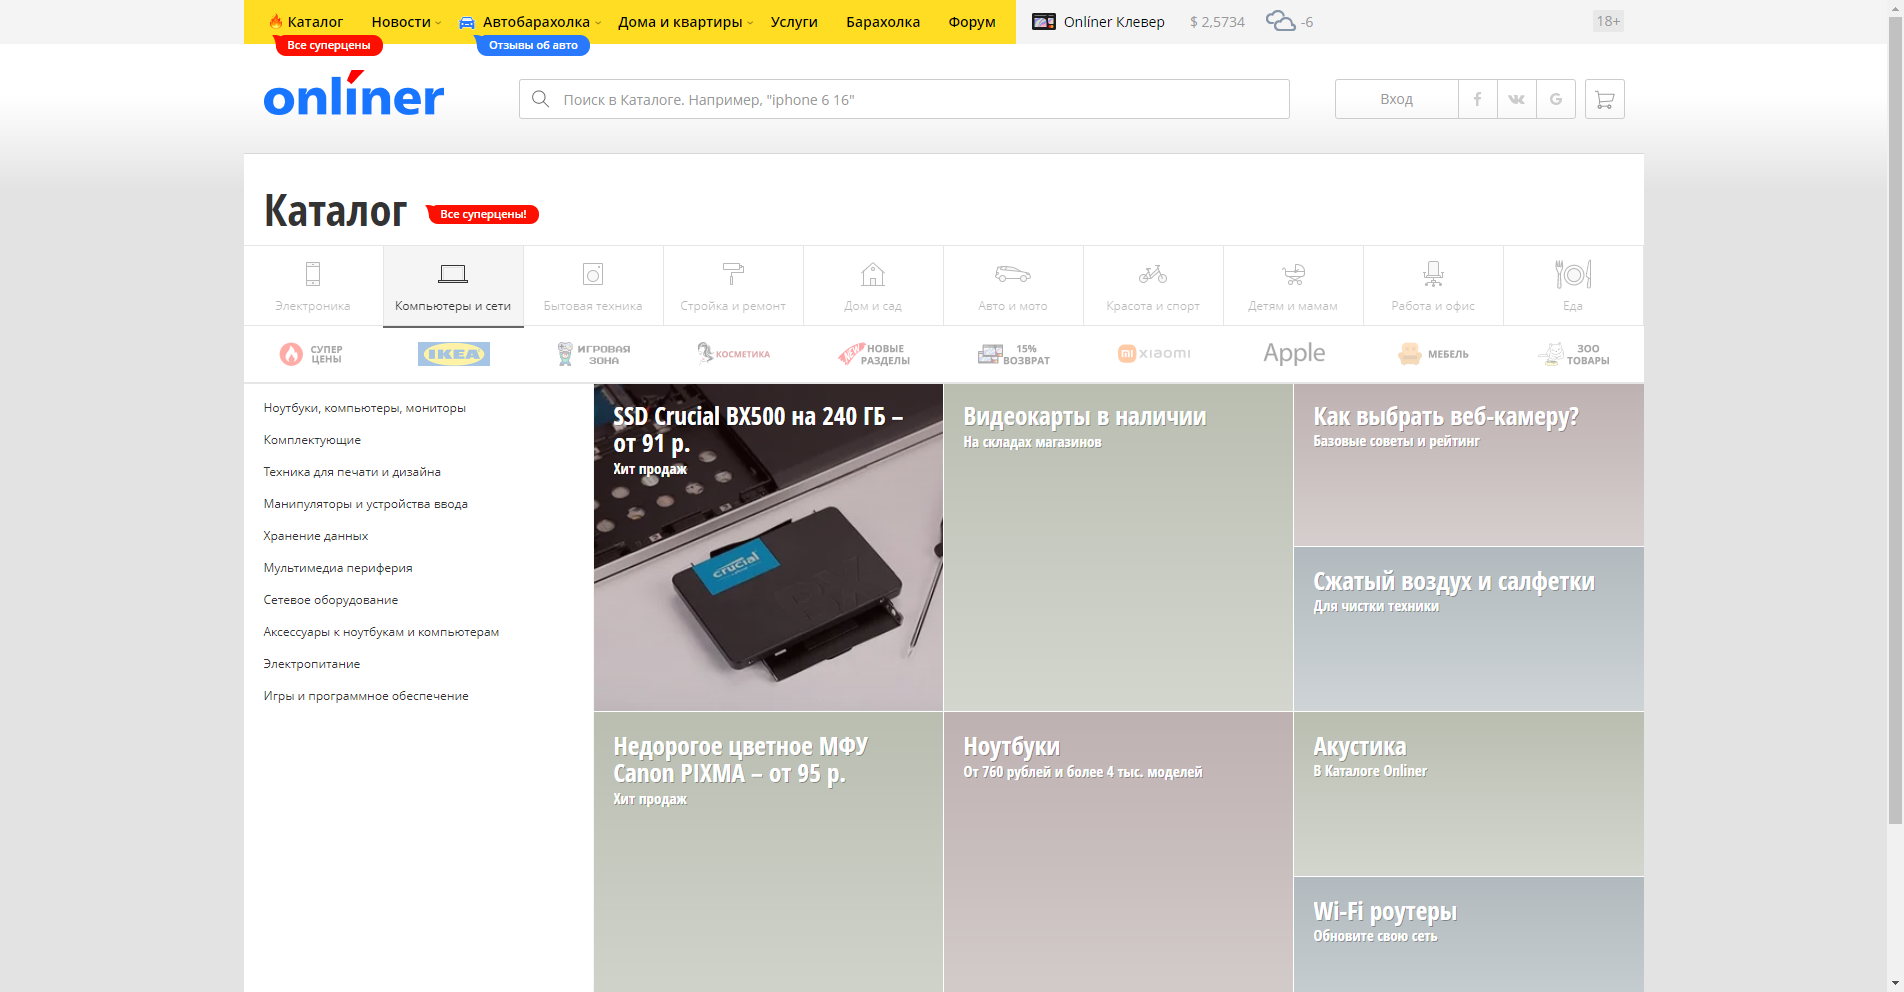 Каталог
Новости
Автобарахолка
Дома и квартиры
Услуги
Барахолка
Форум
Onlíner Клевер
$ 2,5734
-6
18+
Все суперцены
Отзывы об авто
onlíner
Поиск в Каталоге. Например, "iphone 6 16"
Вход
Каталог
Все суперцены!
Электроника
Компьютеры и сети
Бытовая техника
Стройка и ремонт
Дом и сад
Авто и мото
Красота и спорт
Детям и мамам
Работа и офис
Еда
СУПЕР
ЦЕНЫ
IKEA
ИГРОВАЯ
ЗОНА
КОСМЕТИКА
NEW
НОВЫЕ
РАЗДЕЛЫ
15%
ВОЗВРАТ
mi xiaomi
Apple
МЕБЕЛЬ
ЗОО
ТОВАРЫ
Ноутбуки, компьютеры, мониторы
Комплектующие
Техника для печати и дизайна
Манипуляторы и устройства ввода
Хранение данных
Мультимедиа периферия
Сетевое оборудование
Аксессуары к ноутбукам и компьютерам
Электропитание
Игры и программное обеспечение
SSD Crucial BX500 на 240 ГБ –
от 91 р.
Хит продаж
crucial
BX
Видеокарты в наличии
На складах магазинов
Как выбрать веб-камеру?
Базовые советы и рейтинг
Сжатый воздух и салфетки
Для чистки техники
Недорогое цветное МФУ
Canon PIXMA – от 95 р.
Хит продаж
Ноутбуки
От 760 рублей и более 4 тыс. моделей
Акустика
В Каталоге Onliner
Wi-Fi роутеры
Обновите свою сеть